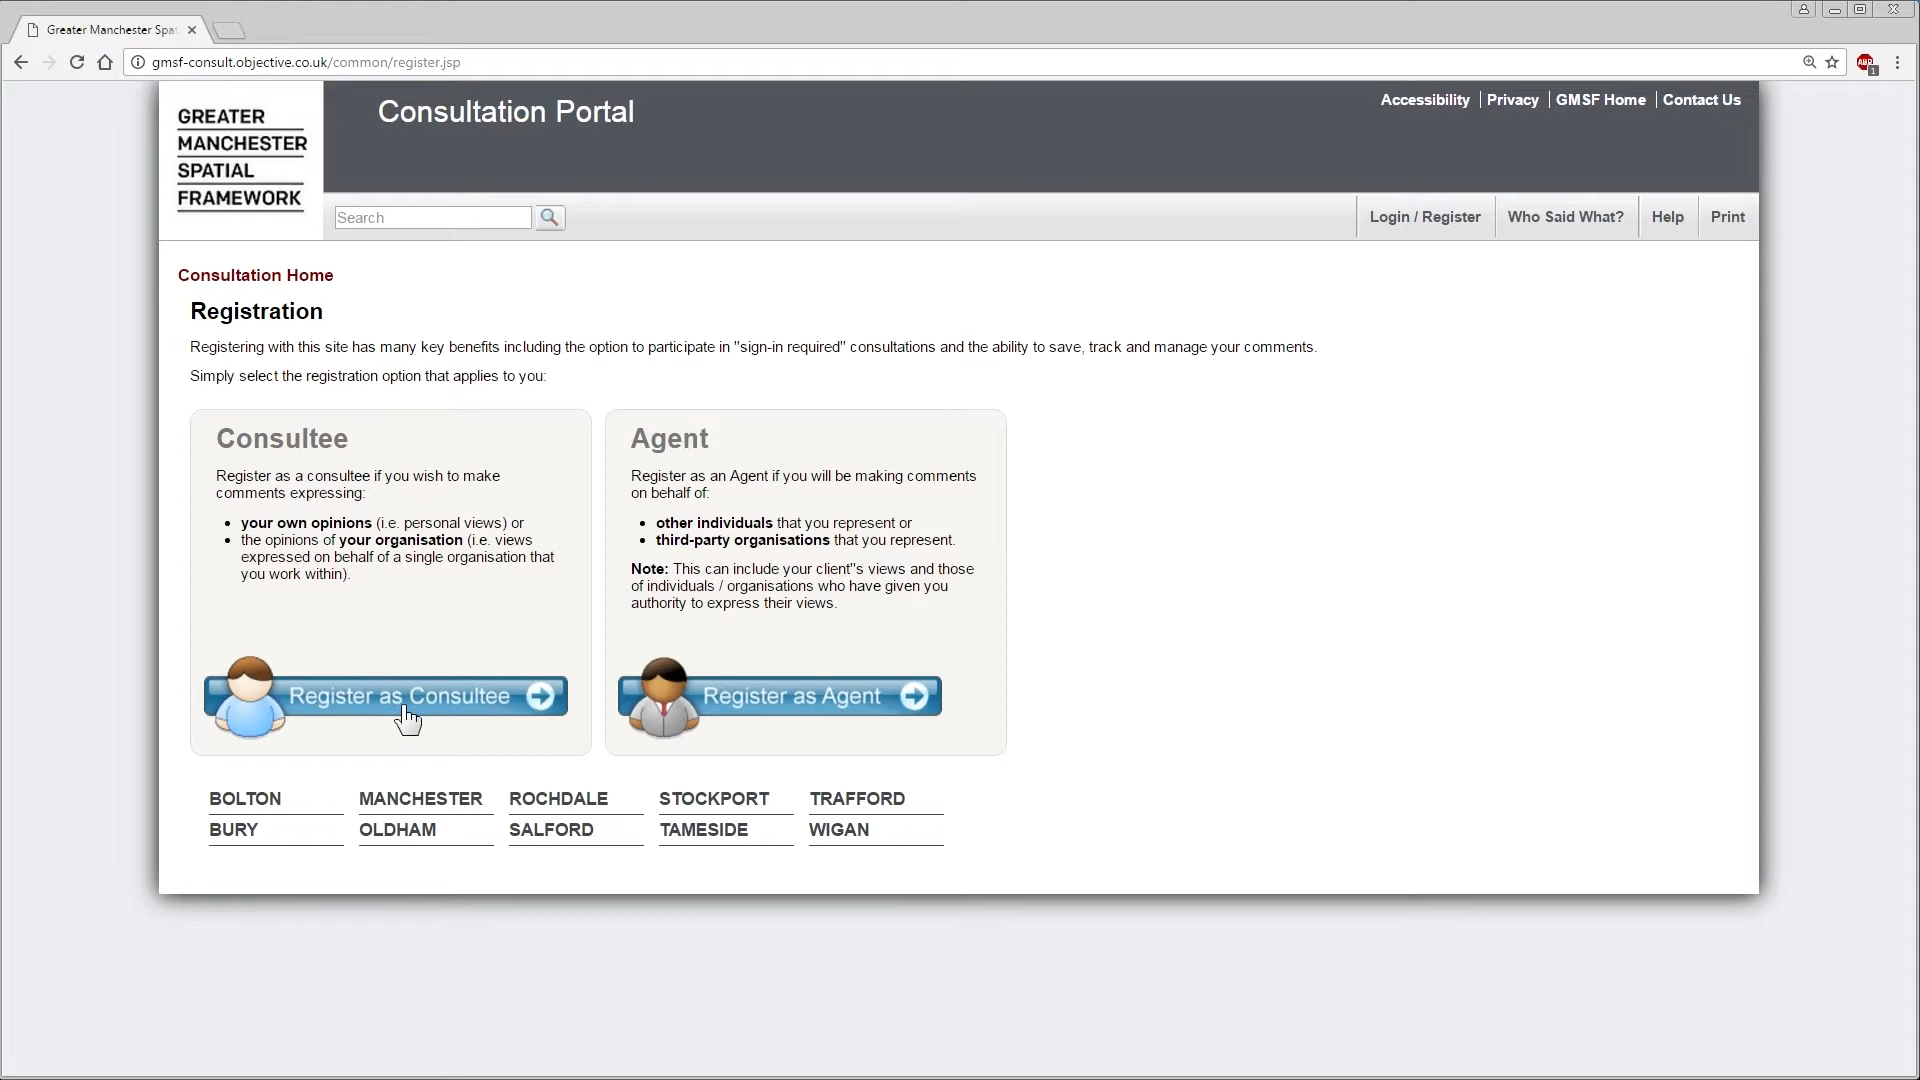 Greater Manchester Spat
gmsf-consult.objective.co.uk/common/register.jsp
ABP
1
GREATER
MANCHESTER
SPATIAL
FRAMEWORK
Consultation Portal
Accessibility
Privacy
GMSF Home
Contact Us
Search
Login / Register
Who Said What?
Help
Print
Consultation Home
Registration
Registering with this site has many key benefits including the option to participate in "sign-in required" consultations and the ability to save, track and manage your comments.
Simply select the registration option that applies to you:
Consultee
Register as a consultee if you wish to make
comments expressing:
• your own opinions (i.e. personal views) or
• the opinions of your organisation (i.e. views
expressed on behalf of a single organisation that
you work within).
Register as Consultee
Agent
Register as an Agent if you will be making comments
on behalf of:
• other individuals that you represent or
• third-party organisations that you represent.
Note: This can include your client''s views and those
of individuals / organisations who have given you
authority to express their views.
Register as Agent
BOLTON MANCHESTER ROCHDALE STOCKPORT TRAFFORD
BURY OLDHAM SALFORD TAMESIDE WIGAN